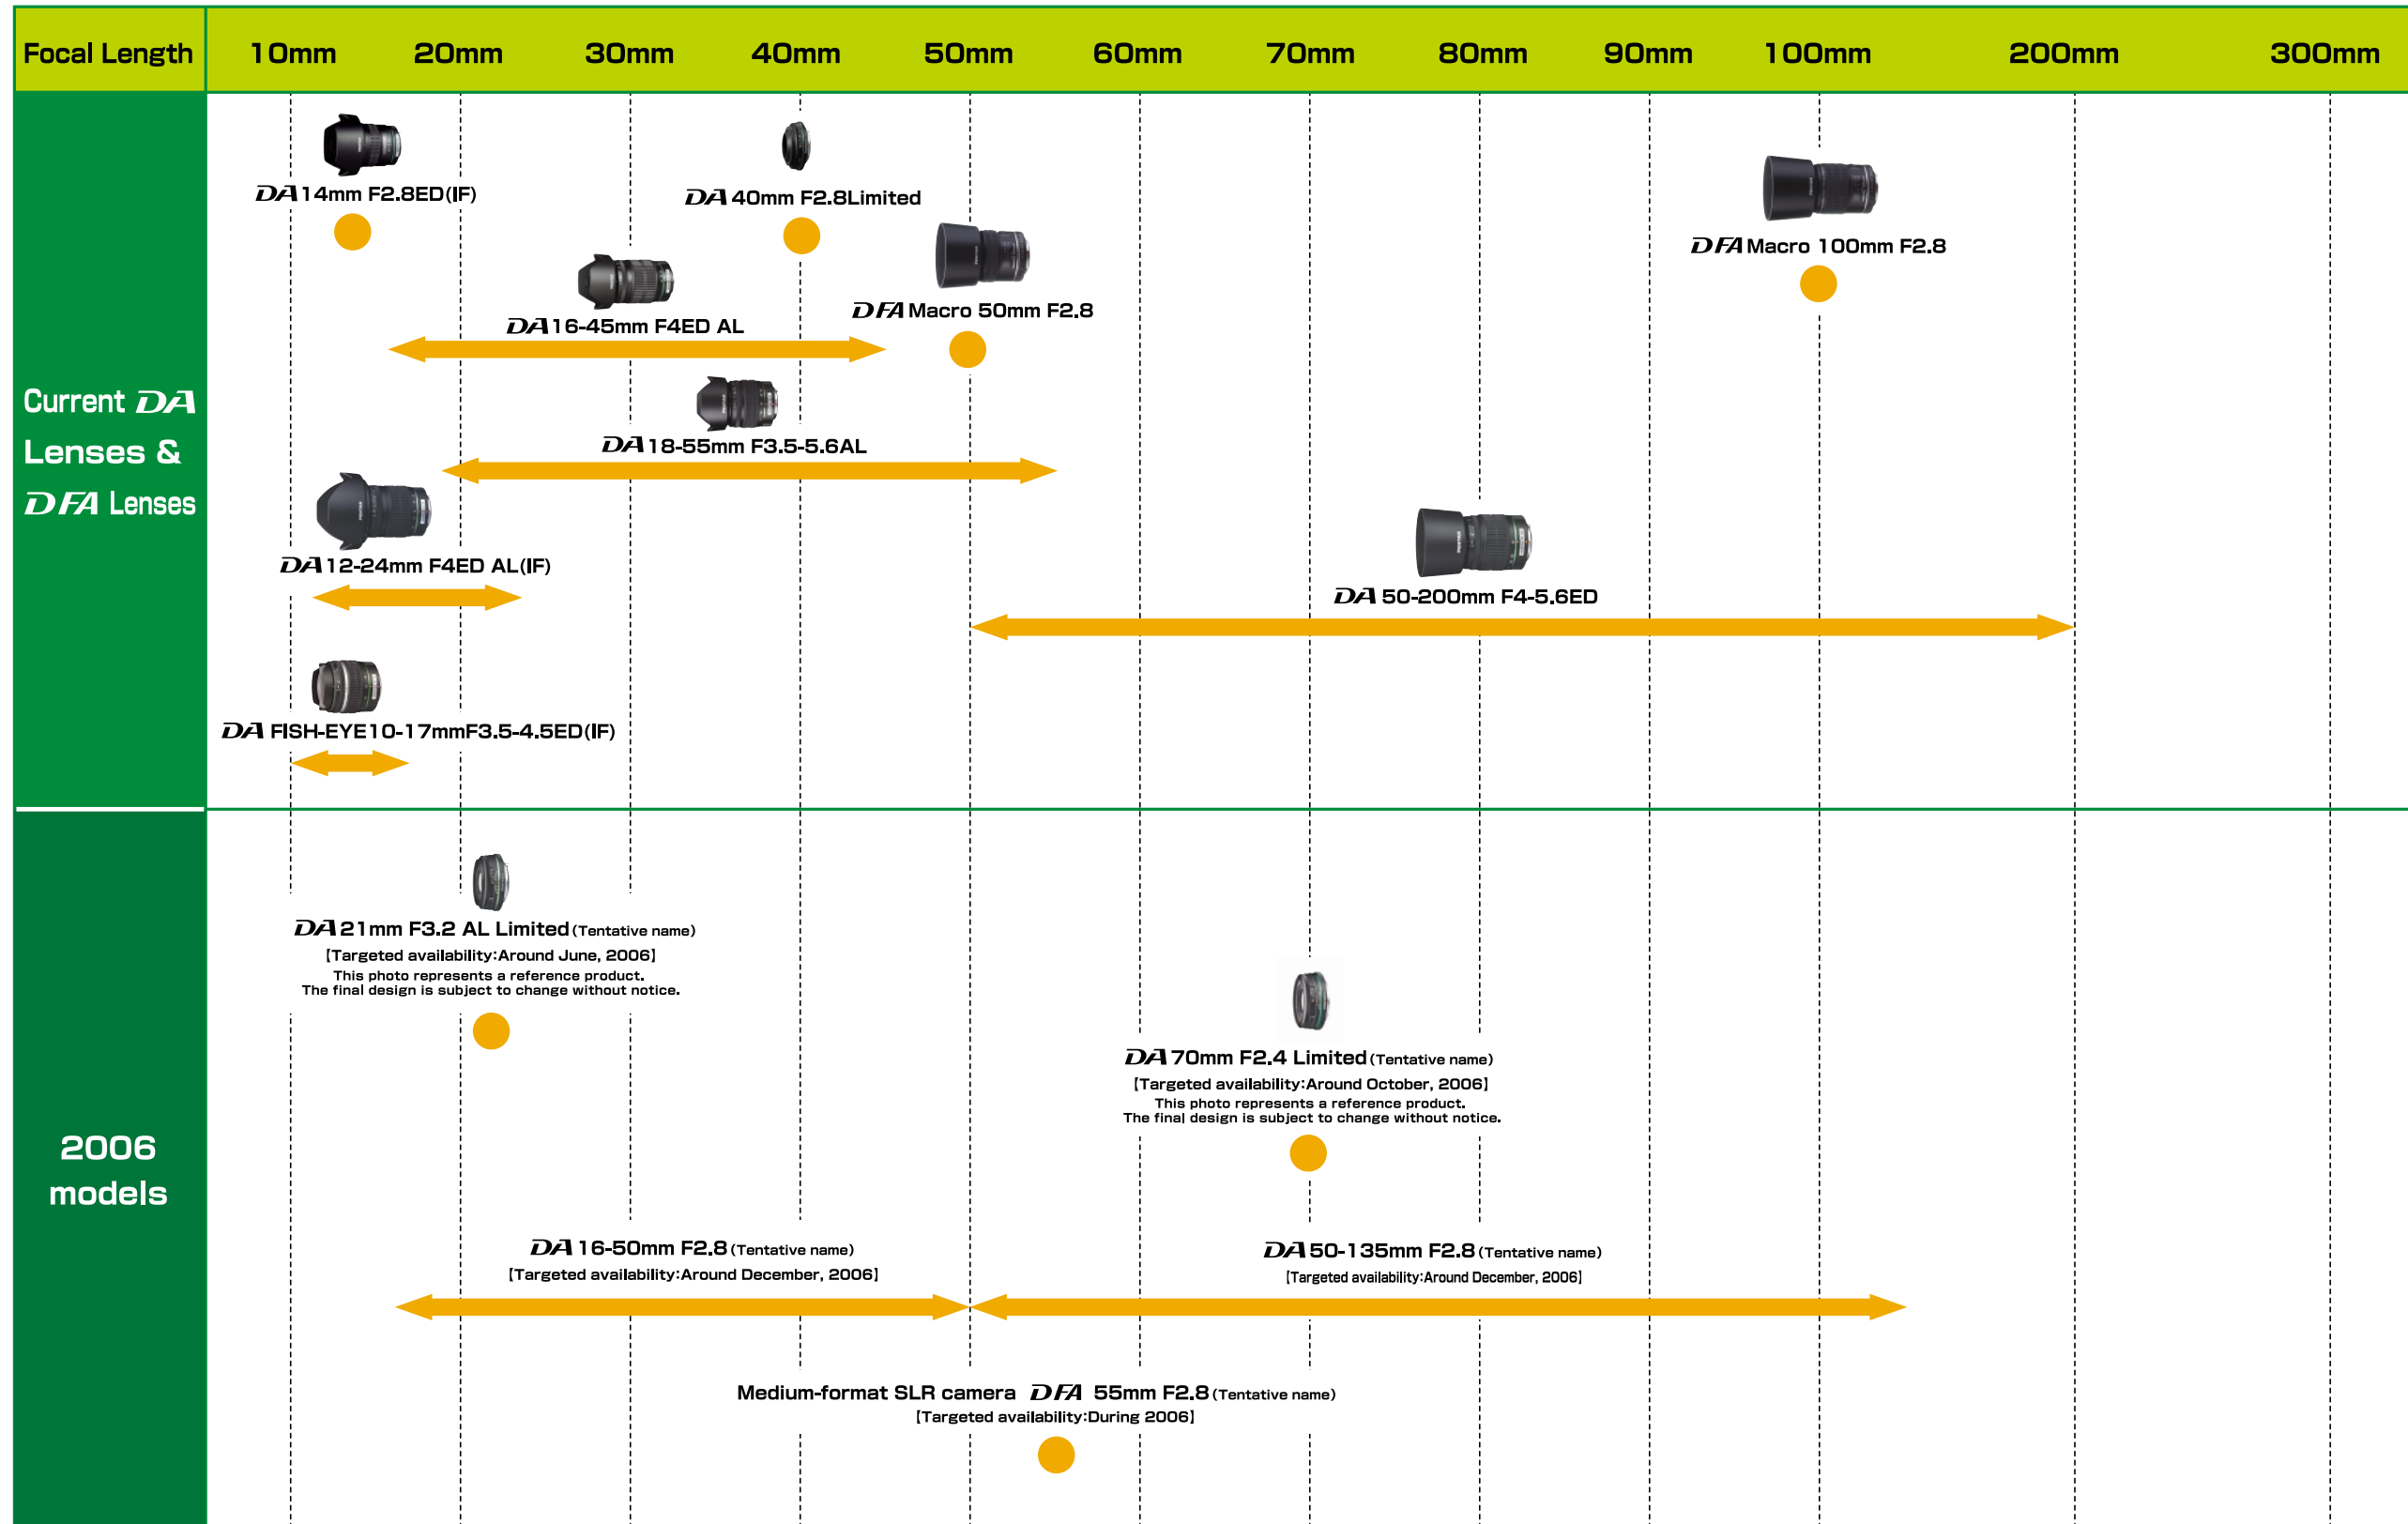 Focal Length 10mm 20mm 30mm 40mm 50mm 60mm 70mm 80mm 90mm 100mm 200mm 300mm
Current DA
Lenses &
DFA Lenses
DA 14mm F2.8ED(IF)
DA 40mm F2.8Limited
DFA Macro 100mm F2.8
DFA Macro 50mm F2.8
DA 16-45mm F4ED AL
DA 18-55mm F3.5-5.6AL
DA 12-24mm F4ED AL(IF)
DA 50-200mm F4-5.6ED
DA FISH-EYE10-17mmF3.5-4.5ED(IF)
2006
models
DA 21mm F3.2 AL Limited (Tentative name)
[Targeted availability:Around June, 2006]
This photo represents a reference product.
The final design is subject to change without notice.
DA 70mm F2.4 Limited (Tentative name)
[Targeted availability:Around October, 2006]
This photo represents a reference product.
The final design is subject to change without notice.
DA 16-50mm F2.8 (Tentative name)
[Targeted availability:Around December, 2006]
DA 50-135mm F2.8 (Tentative name)
[Targeted availability:Around December, 2006]
Medium-format SLR camera DFA 55mm F2.8 (Tentative name)
[Targeted availability:During 2006]